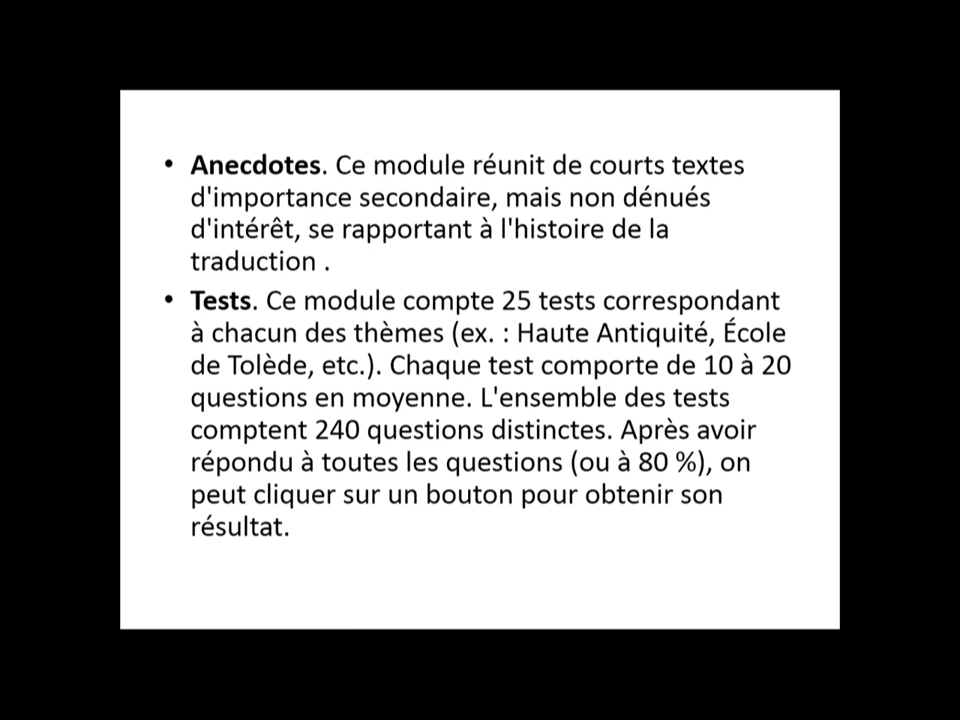 • Anecdotes. Ce module réunit de courts textes
d'importance secondaire, mais non dénués
d'intérêt, se rapportant à l'histoire de la
traduction .
• Tests. Ce module compte 25 tests correspondant
à chacun des thèmes (ex. : Haute Antiquité, École
de Tolède, etc.). Chaque test comporte de 10 à 20
questions en moyenne. L'ensemble des tests
comptent 240 questions distinctes. Après avoir
répondu à toutes les questions (ou à 80 %), on
peut cliquer sur un bouton pour obtenir son
résultat.